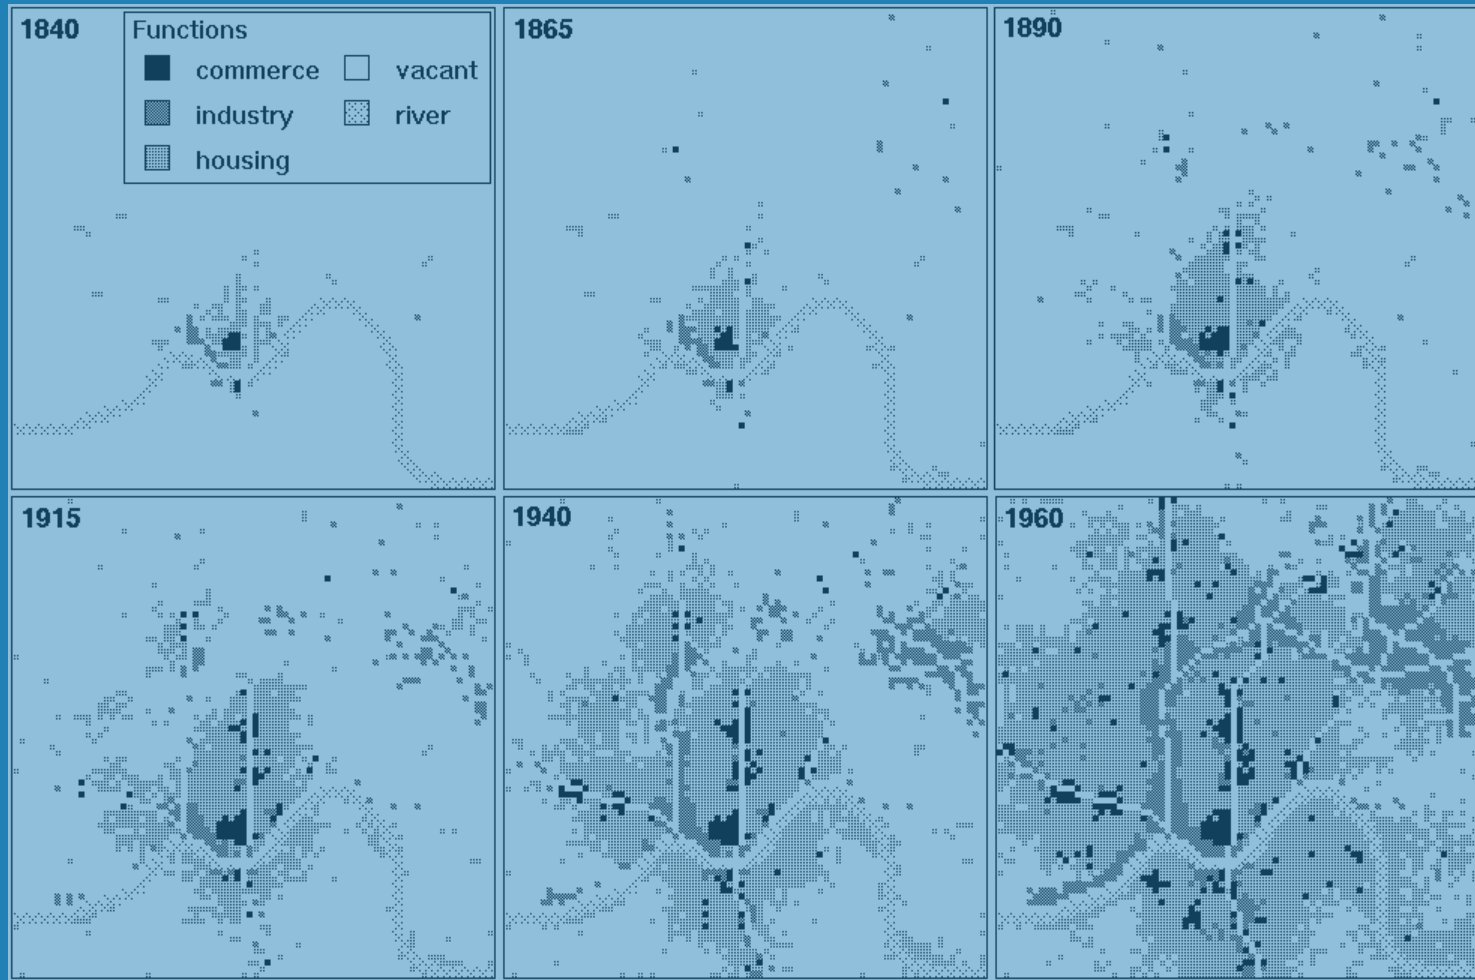 1840
Functions
commerce
vacant
industry
river
housing
1865
1890
1915
1940
1960